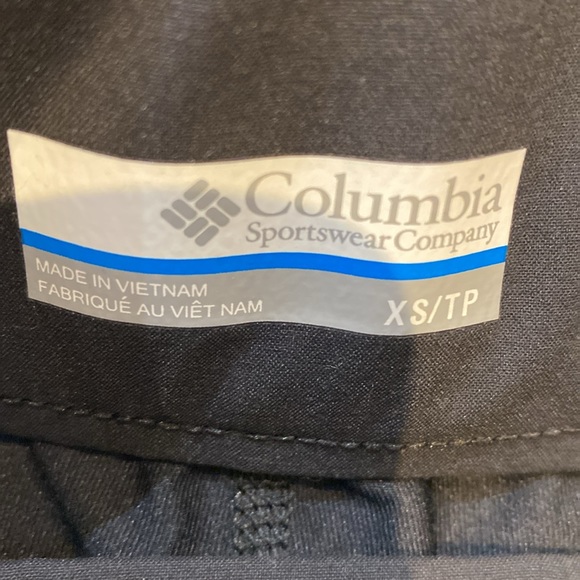 Columbia
Sportswear Company
MADE IN VIETNAM
FABRIQUÉ AU VIÊT NAM
XS/TP